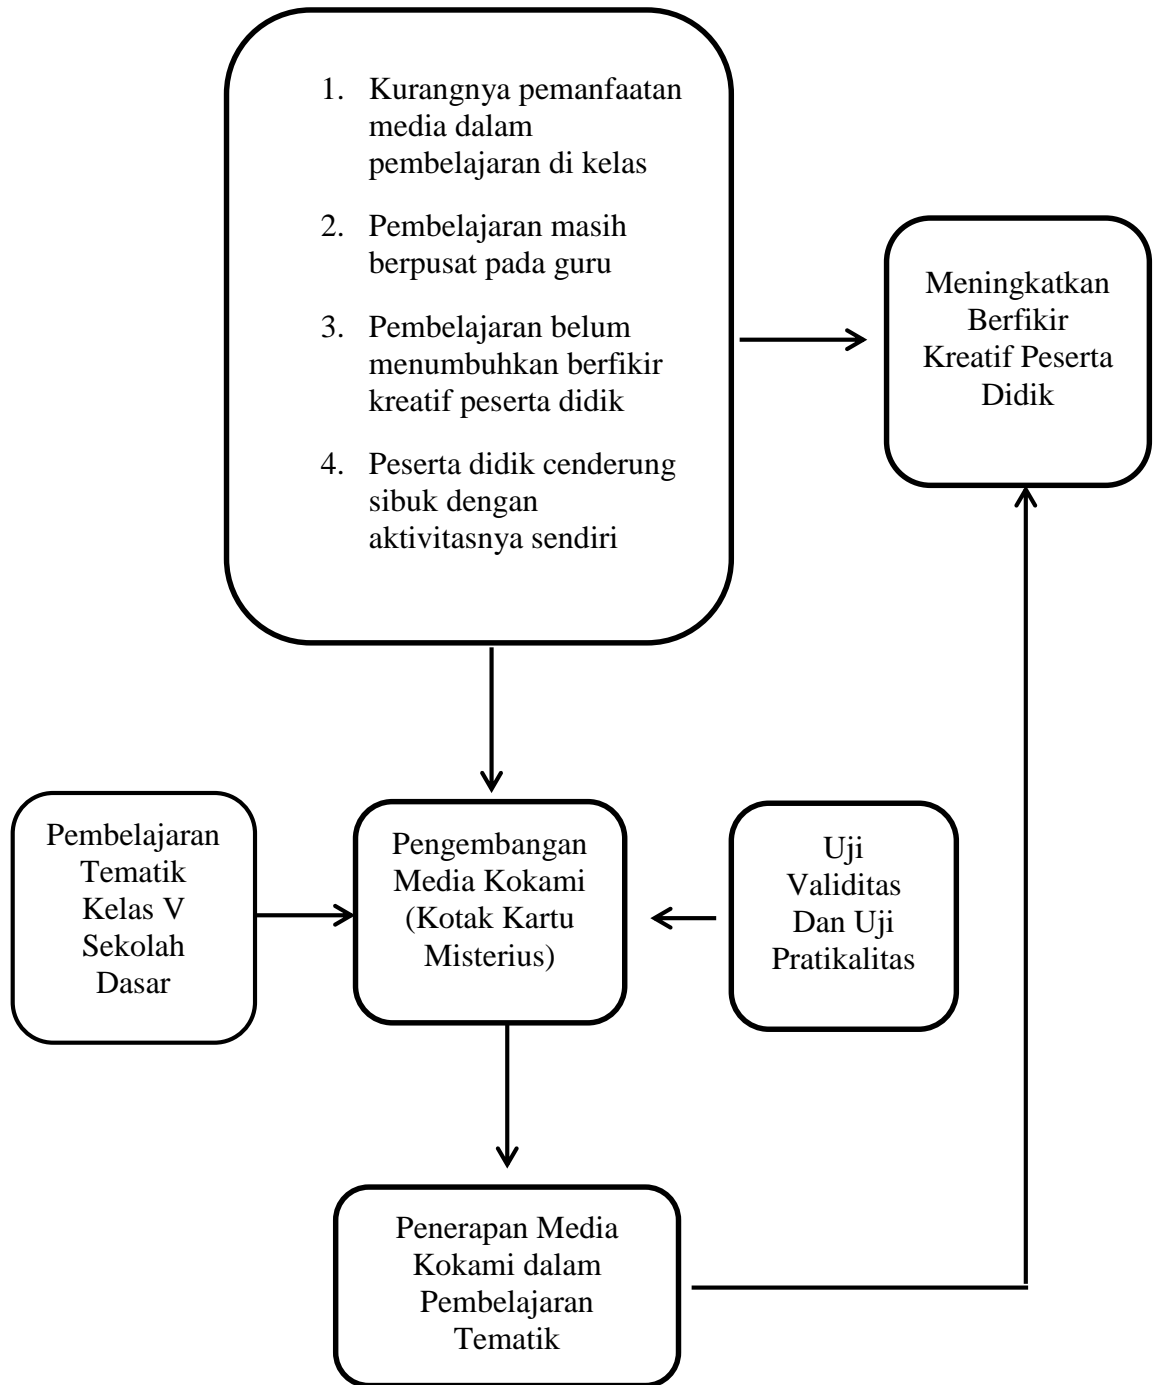 1. Kurangnya pemanfaatan
media dalam
pembelajaran di kelas
2. Pembelajaran masih
berpusat pada guru
3. Pembelajaran belum
menumbuhkan berfikir
kreatif peserta didik
4. Peserta didik cenderung
sibuk dengan
aktivitasnya sendiri
Meningkatkan
Berfikir
Kreatif Peserta
Didik
Pembelajaran
Tematik
Kelas V
Sekolah
Dasar
Pengembangan
Media Kokami
(Kotak Kartu
Misterius)
Uji
Validitas
Dan Uji
Pratikalitas
Penerapan Media
Kokami dalam
Pembelajaran
Tematik